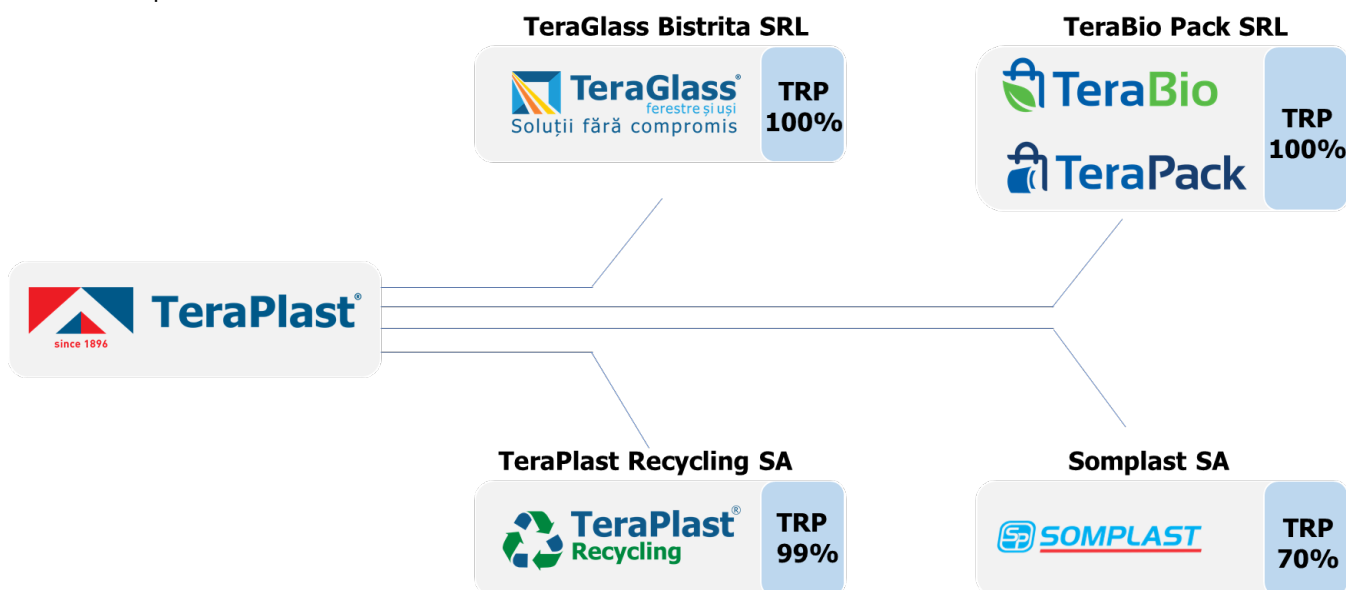 TeraGlass Bistrita SRL
TeraGlass®
ferestre și uși
Soluții fără compromis
TRP
100%
TeraBio Pack SRL
TeraBio
TeraPack
TRP
100%
TeraPlast®
since 1896
TeraPlast Recycling SA
TeraPlast®
Recycling
TRP
99%
Somplast SA
SP SOMPLAST
TRP
70%